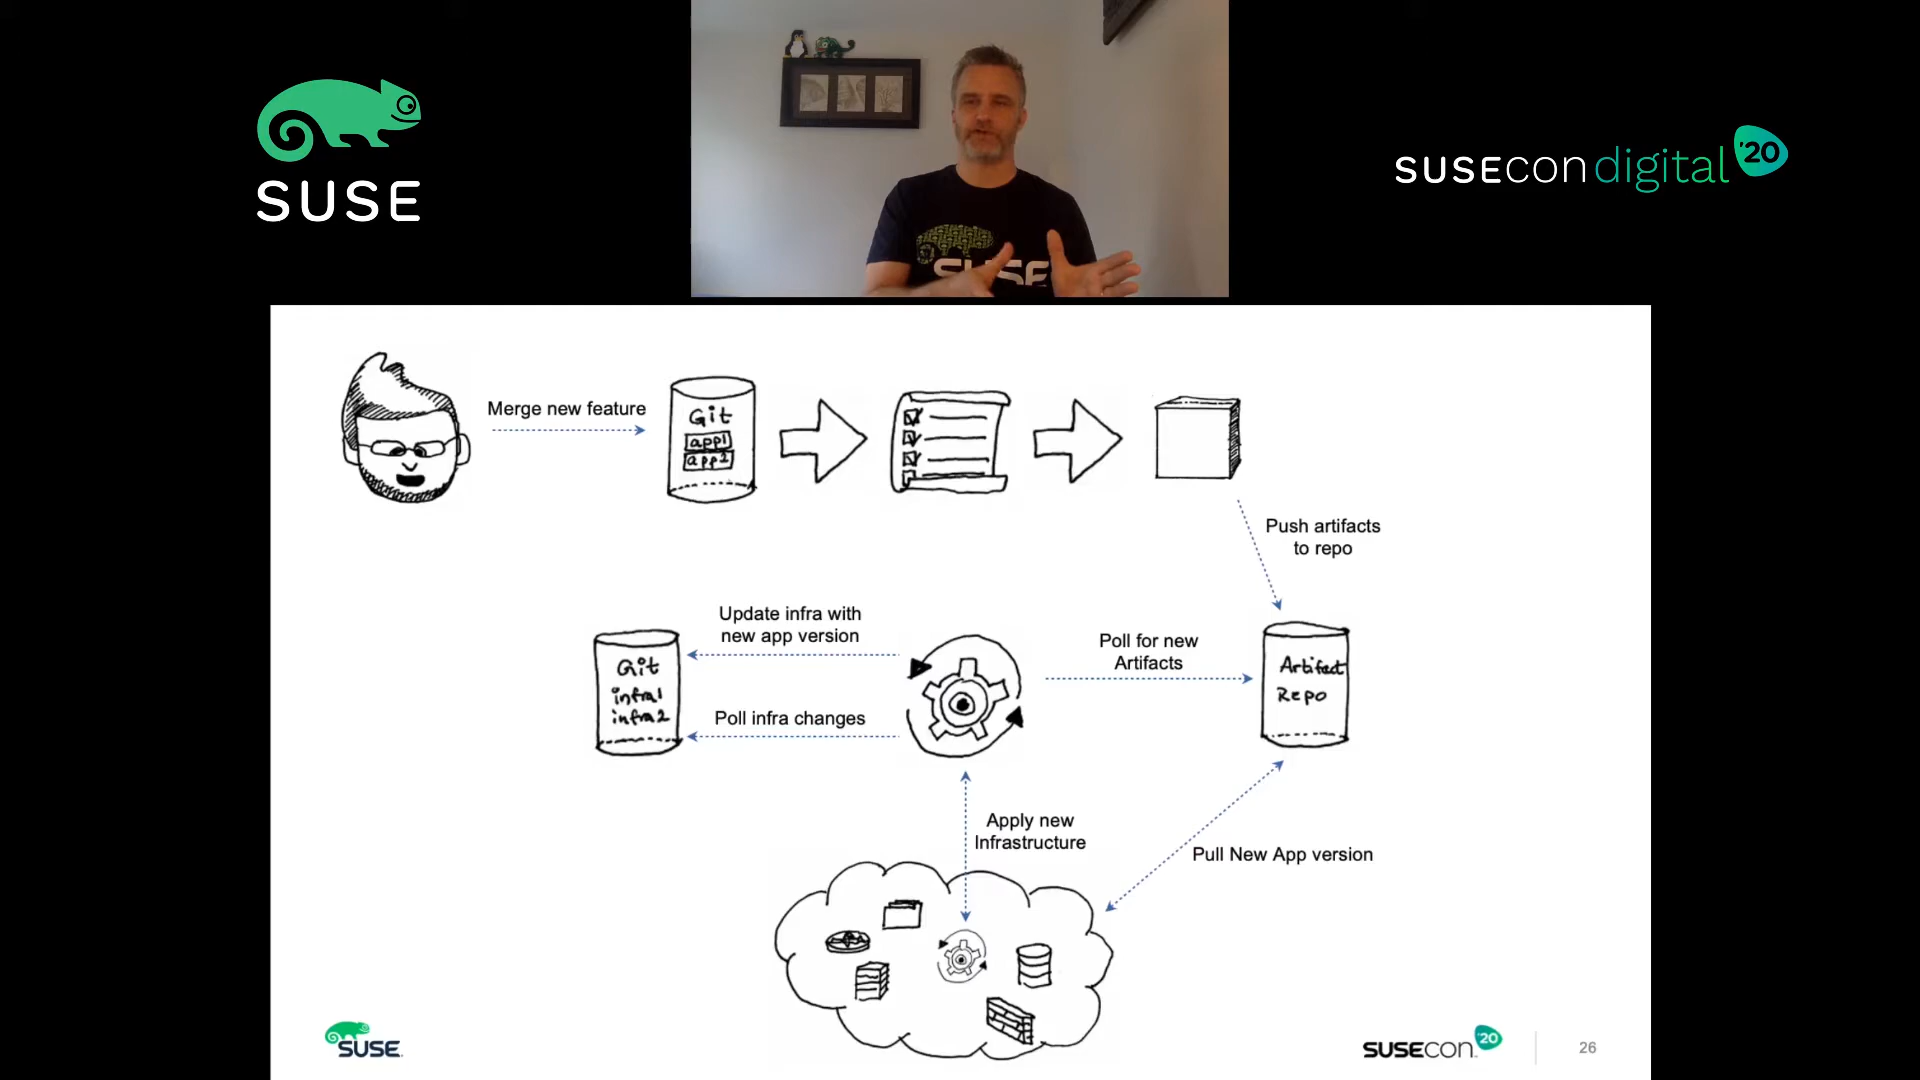 SUSE
SUSEcon digital '20
SUSE
Merge new feature
Git
app1
app2
Push artifacts
to repo
Update infra with
new app version
Poll for new
Artifacts
Git
infra1
infra2
Artifact
Repo
Poll infra changes
Apply new
Infrastructure
Pull New App version
SUSE
SUSECON '20
26